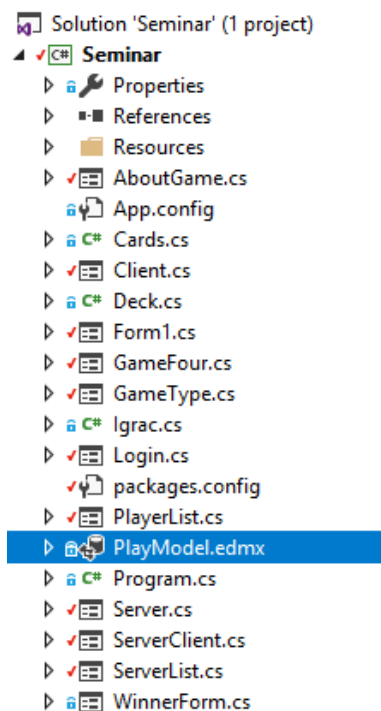 Solution 'Seminar' (1 project)
C# Seminar
Properties
References
Resources
AboutGame.cs
App.config
C# Cards.cs
Client.cs
C# Deck.cs
Form1.cs
GameFour.cs
GameType.cs
C# Igrac.cs
Login.cs
packages.config
PlayerList.cs
PlayModel.edmx
C# Program.cs
Server.cs
ServerClient.cs
ServerList.cs
WinnerForm.cs